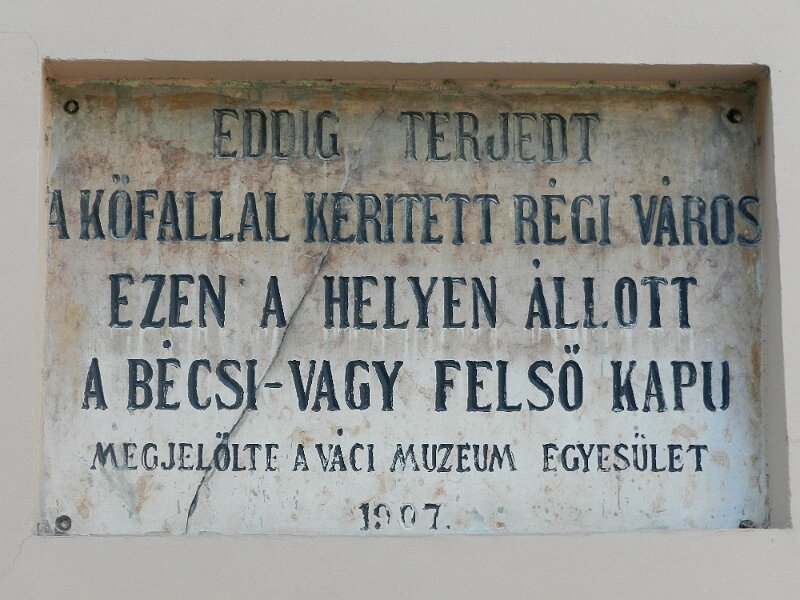 EDDIG TERJEDT
A KÖFALLAL KERITETT RÉGI VÁROS
EZEN A HELYEN ÁLLOTT
A BÉCSI-VAGY FELSÖ KAPU
MEGJELÖLTE A VÁCI MUZEUM EGYESÜLET
1907.